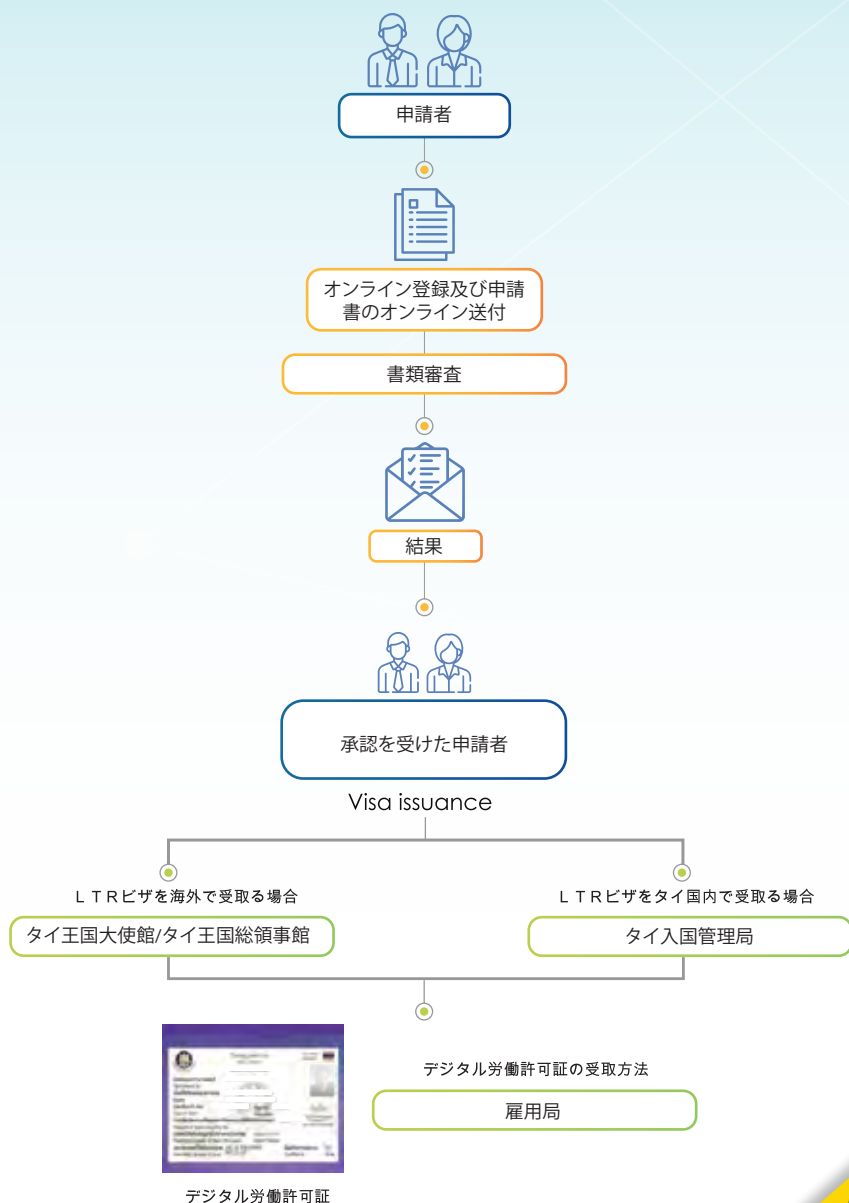 申請者
オンライン登録及び申請
書のオンライン送付
書類審査
結果
承認を受けた申請者
Visa issuance
LTRビザを海外で受取る場合
タイ王国大使館/タイ王国総領事館
LTRビザをタイ国内で受取る場合
タイ入国管理局
デジタル労働許可証の受取方法
雇用局
デジタル労働許可証